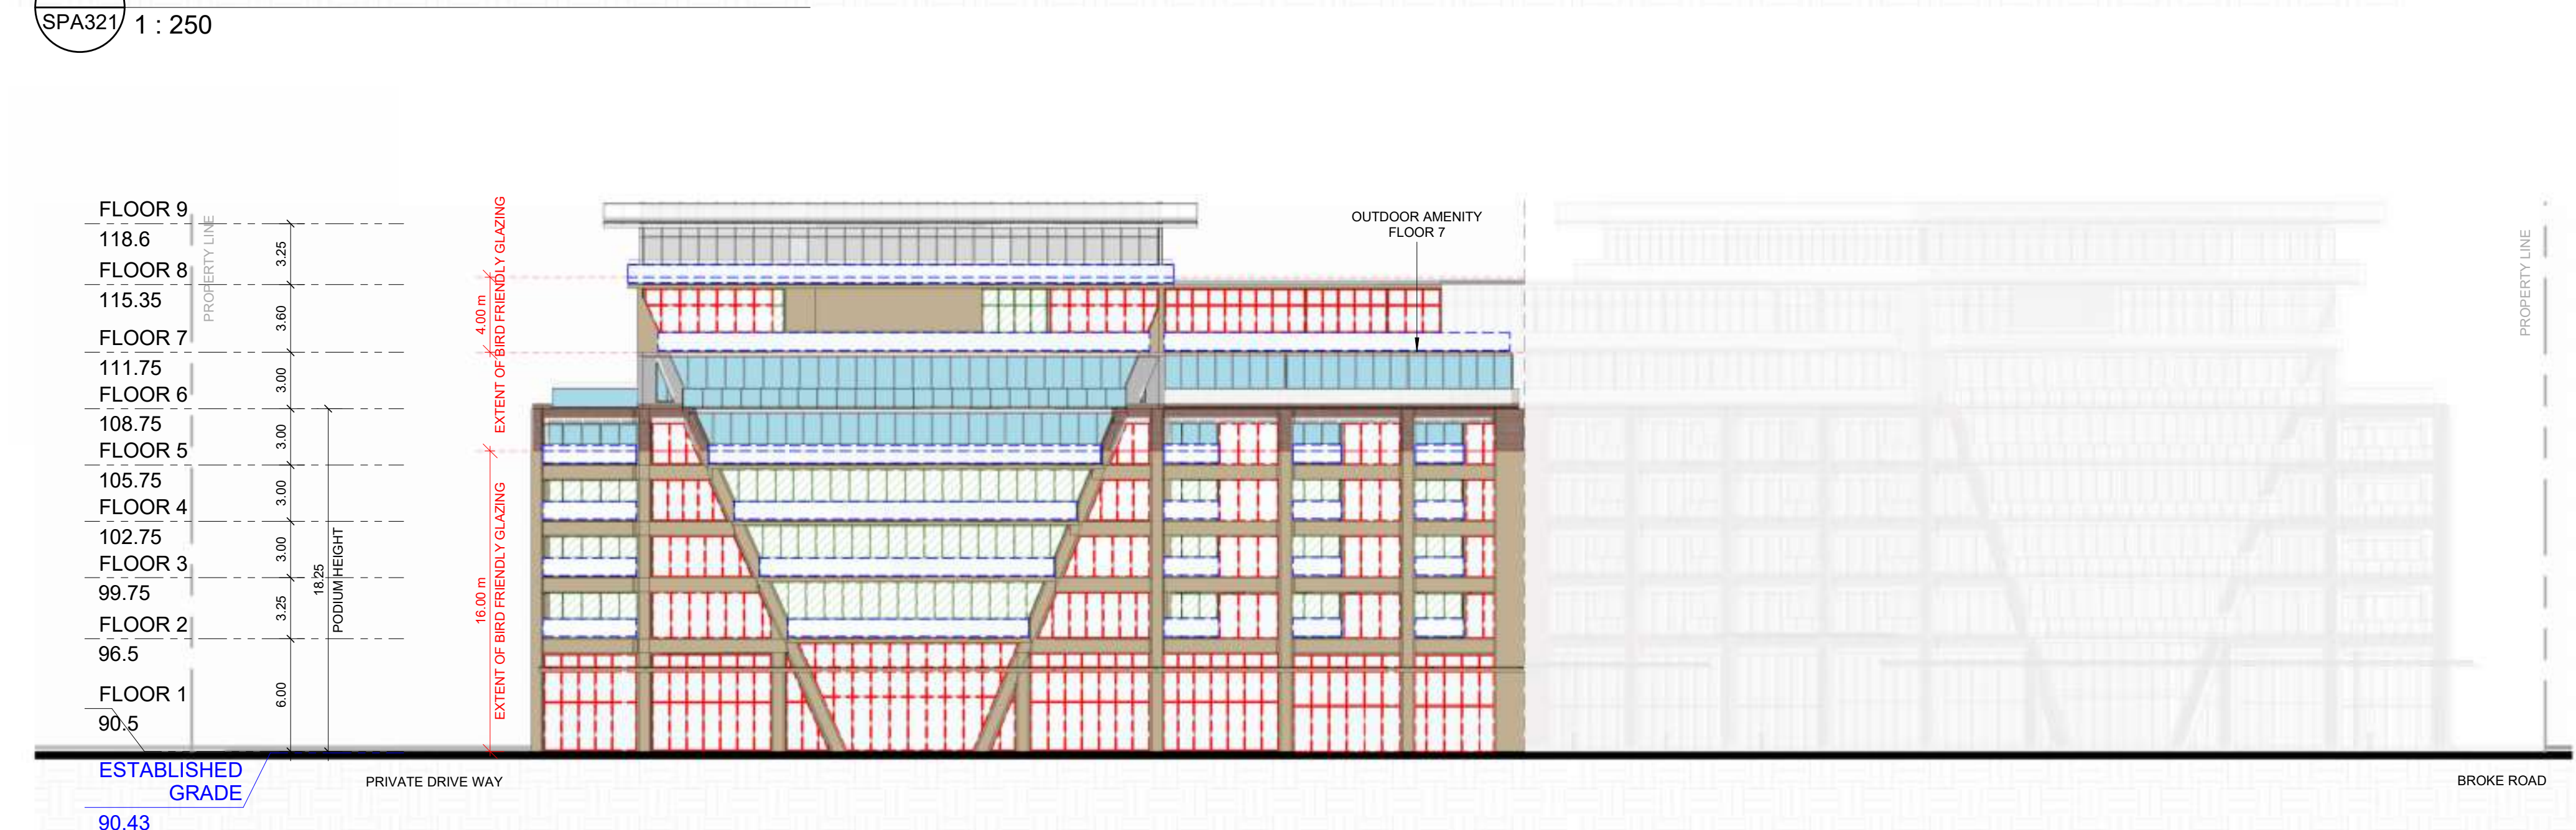 SPA321
1 : 250
FLOOR 9
118.6
FLOOR 8
115.35
FLOOR 7
111.75
FLOOR 6
108.75
FLOOR 5
105.75
FLOOR 4
102.75
FLOOR 3
99.75
FLOOR 2
96.5
FLOOR 1
90.5
ESTABLISHED
GRADE
90.43
PROPERTY LINE
3.25
3.60
3.00
3.00
3.00
3.00
3.25
6.00
18.25
PODIUM HEIGHT
4.00 m
EXTENT OF BIRD FRIENDLY GLAZING
16.00 m
EXTENT OF BIRD FRIENDLY GLAZING
OUTDOOR AMENITY
FLOOR 7
PROPERTY LINE
PRIVATE DRIVE WAY
BROKE ROAD